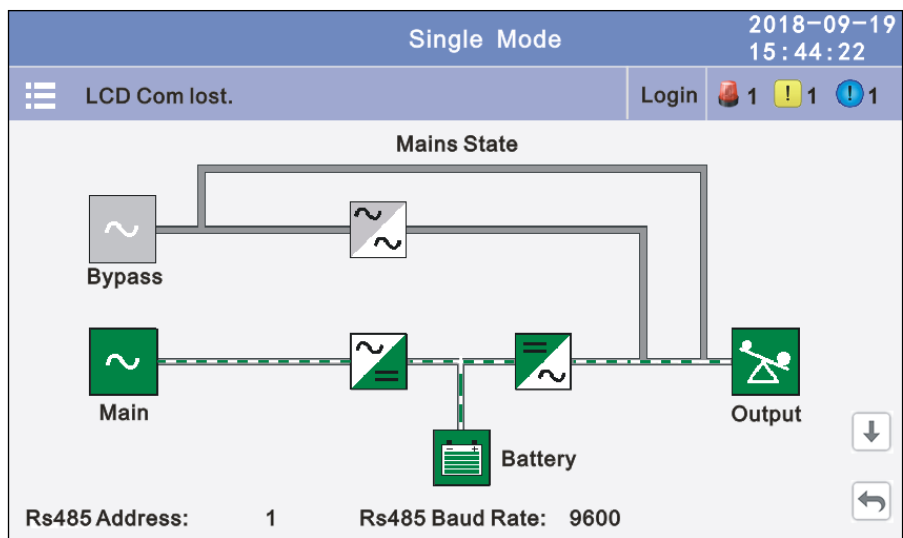 Single Mode
2018-09-19
15:44:22
LCD Com lost.
Login
1
! 1
! 1
Mains State
Bypass
Main
Output
Battery
Rs485 Address: 1
Rs485 Baud Rate: 9600